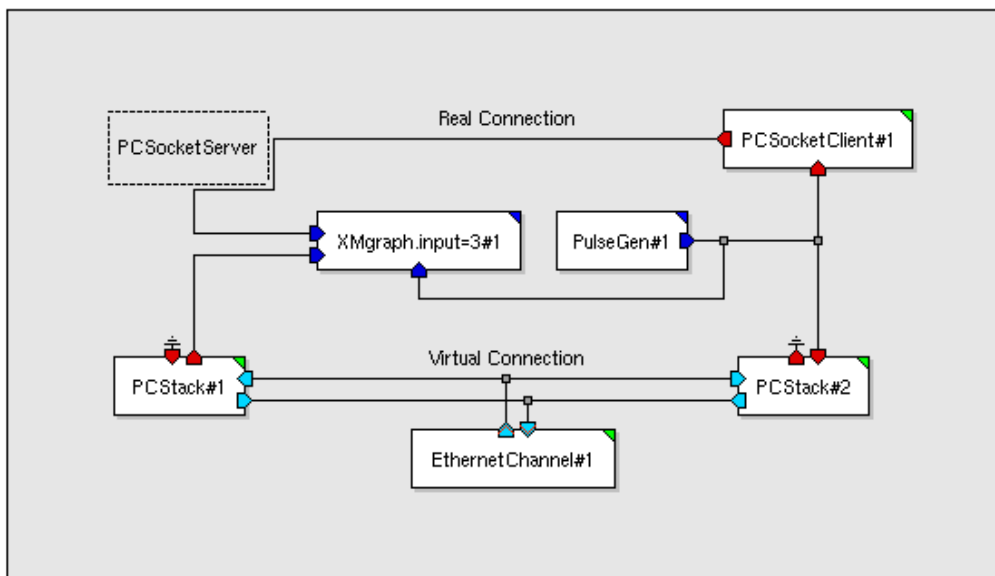 Real Connection
PCSocketServer
PCSocketClient#1
XMgraph.input=3#1
PulseGen#1
Virtual Connection
PCStack#1
PCStack#2
EthernetChannel#1